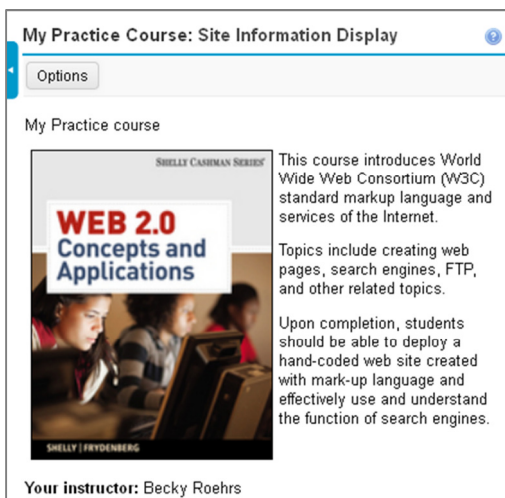 My Practice Course: Site Information Display
?
Options
My Practice course
SHELLY CASHMAN SERIES®
WEB 2.0
Concepts and
Applications
SHELLY | FRYDENBERG
This course introduces World
Wide Web Consortium (W3C)
standard markup language and
services of the Internet.
Topics include creating web
pages, search engines, FTP,
and other related topics.
Upon completion, students
should be able to deploy a
hand-coded web site created
with mark-up language and
effectively use and understand
the function of search engines.
Your instructor: Becky Roehrs